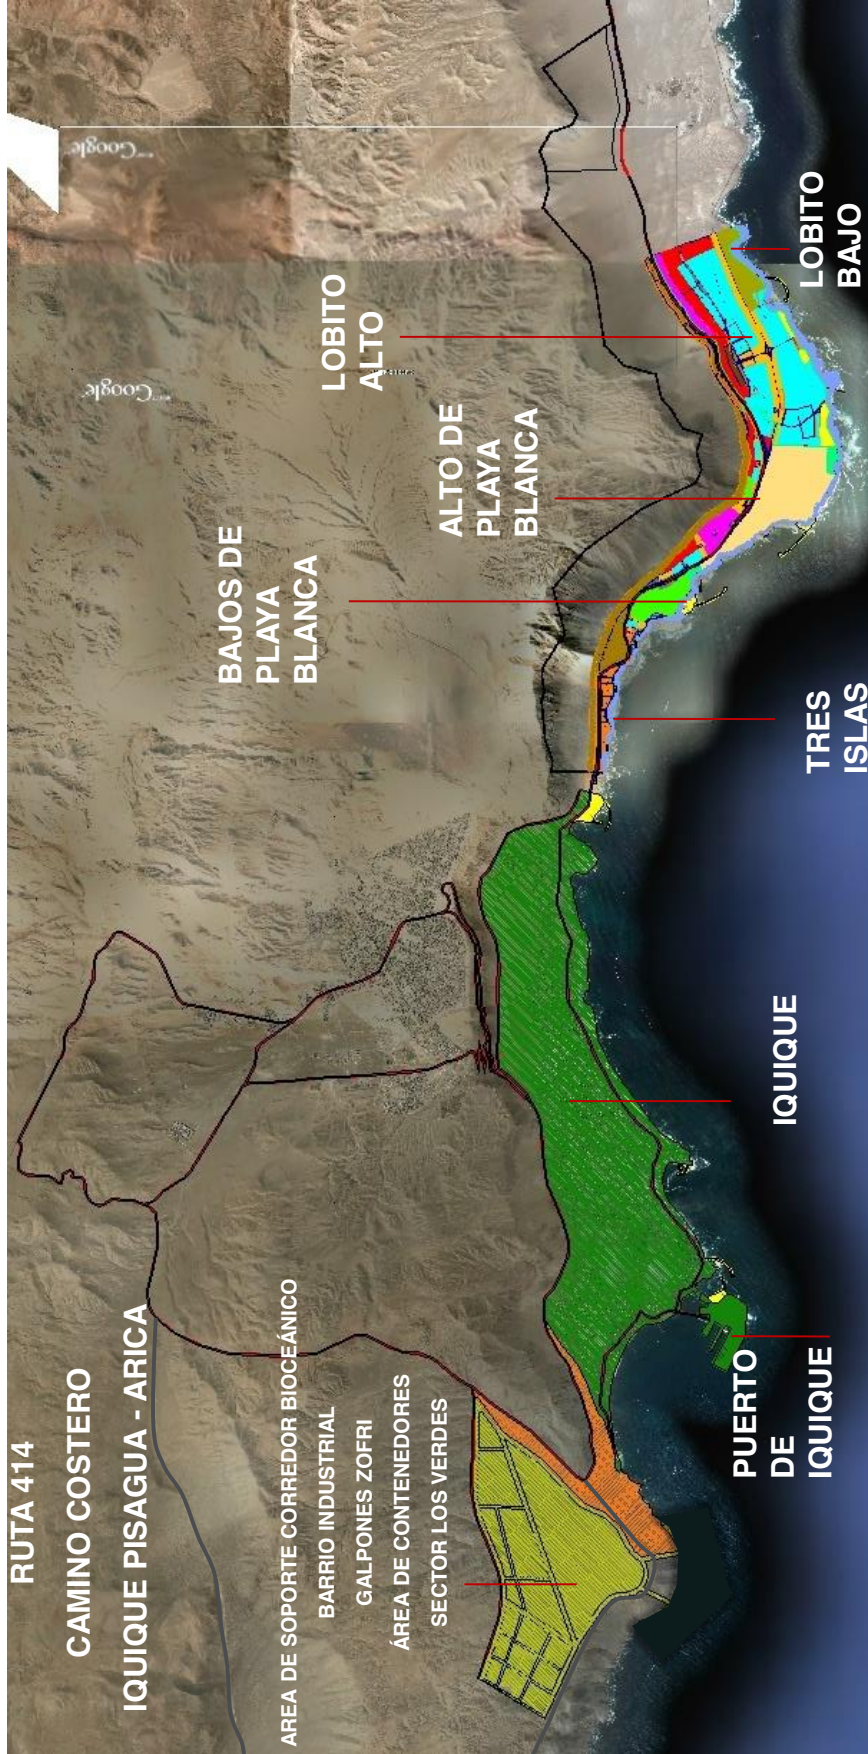 RUTA 414
CAMINO COSTERO
IQUIQUE PISAGUA - ARICA
AREA DE SOPORTE CORREDOR BIOCEÁNICO
BARRIO INDUSTRIAL
GALPONES ZOFRI
ÁREA DE CONTENEDORES
SECTOR LOS VERDES
PUERTO
DE
IQUIQUE
IQUIQUE
BAJOS DE
PLAYA
BLANCA
TRES
ISLAS
ALTO DE
PLAYA
BLANCA
LOBITO
ALTO
LOBITO
BAJO
Google
Google